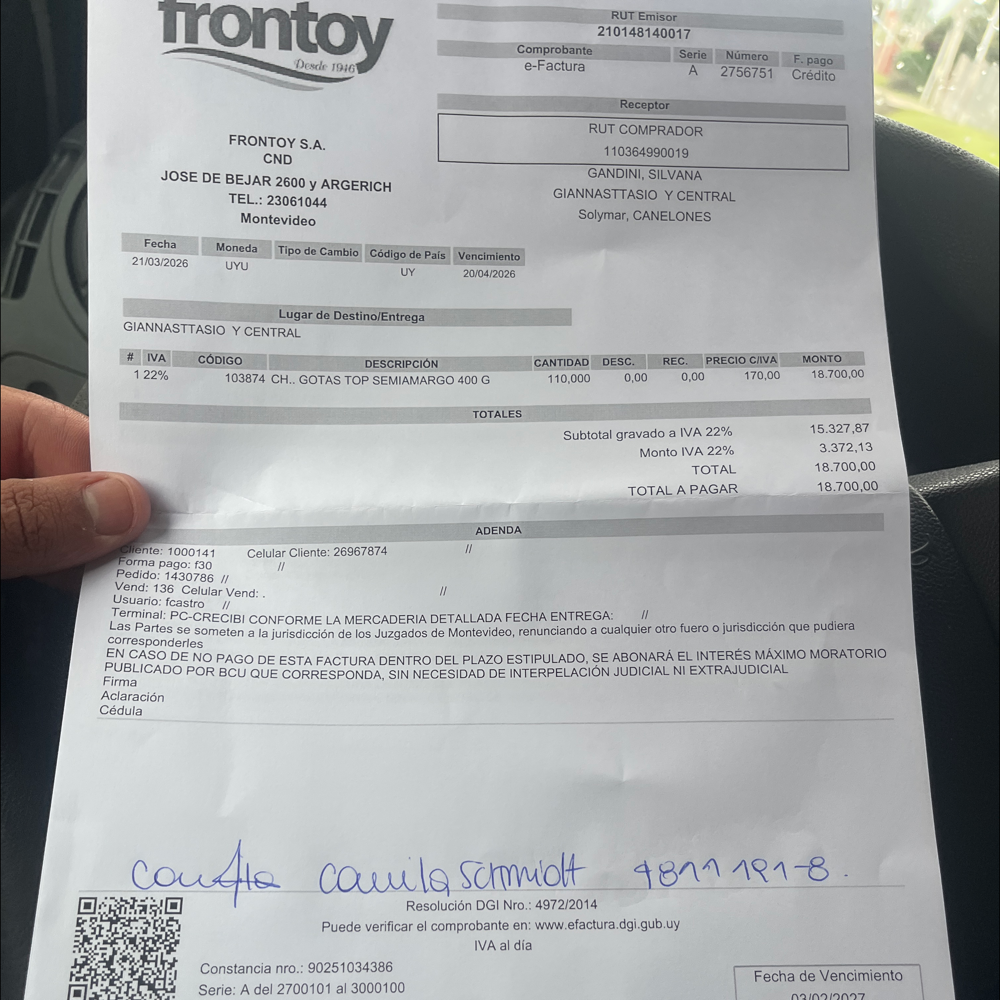 frontoy
Desde 1946
RUT Emisor
210148140017
Comprobante Serie Número F. pago
e-Factura A 2756751 Crédito
Receptor
RUT COMPRADOR
110364990019
GANDINI, SILVANA
GIANNASTTASIO Y CENTRAL
Solymar, CANELONES
FRONTOY S.A.
CND
JOSE DE BEJAR 2600 y ARGERICH
TEL.: 23061044
Montevideo
Fecha Moneda Tipo de Cambio Código de País Vencimiento
21/03/2026 UYU UY 20/04/2026
Lugar de Destino/Entrega
GIANNASTTASIO Y CENTRAL
# IVA CÓDIGO DESCRIPCIÓN CANTIDAD DESC. REC. PRECIO C/IVA MONTO
1 22% 103874 CH.. GOTAS TOP SEMIAMARGO 400 G 110,000 0,00 0,00 170,00 18.700,00
TOTALES
Subtotal gravado a IVA 22% 15.327,87
Monto IVA 22% 3.372,13
TOTAL 18.700,00
TOTAL A PAGAR 18.700,00
ADENDA
Cliente: 1000141 Celular Cliente: 26967874 //
Forma pago: f30 //
Pedido: 1430786 //
Vend: 136 Celular Vend: . //
Usuario: fcastro //
Terminal: PC-CRECIBI CONFORME LA MERCADERIA DETALLADA FECHA ENTREGA: //
Las Partes se someten a la jurisdicción de los Juzgados de Montevideo, renunciando a cualquier otro fuero o jurisdicción que pudiera
corresponderles
EN CASO DE NO PAGO DE ESTA FACTURA DENTRO DEL PLAZO ESTIPULADO, SE ABONARÁ EL INTERÉS MÁXIMO MORATORIO
PUBLICADO POR BCU QUE CORRESPONDA, SIN NECESIDAD DE INTERPELACIÓN JUDICIAL NI EXTRAJUDICIAL
Firma
Aclaración
Cédula
Camila Schmidt 4811191-8.
Resolución DGI Nro.: 4972/2014
Puede verificar el comprobante en: www.efactura.dgi.gub.uy
IVA al día
Constancia nro.: 90251034386
Serie: A del 2700101 al 3000100
Fecha de Vencimiento
03/02/2027